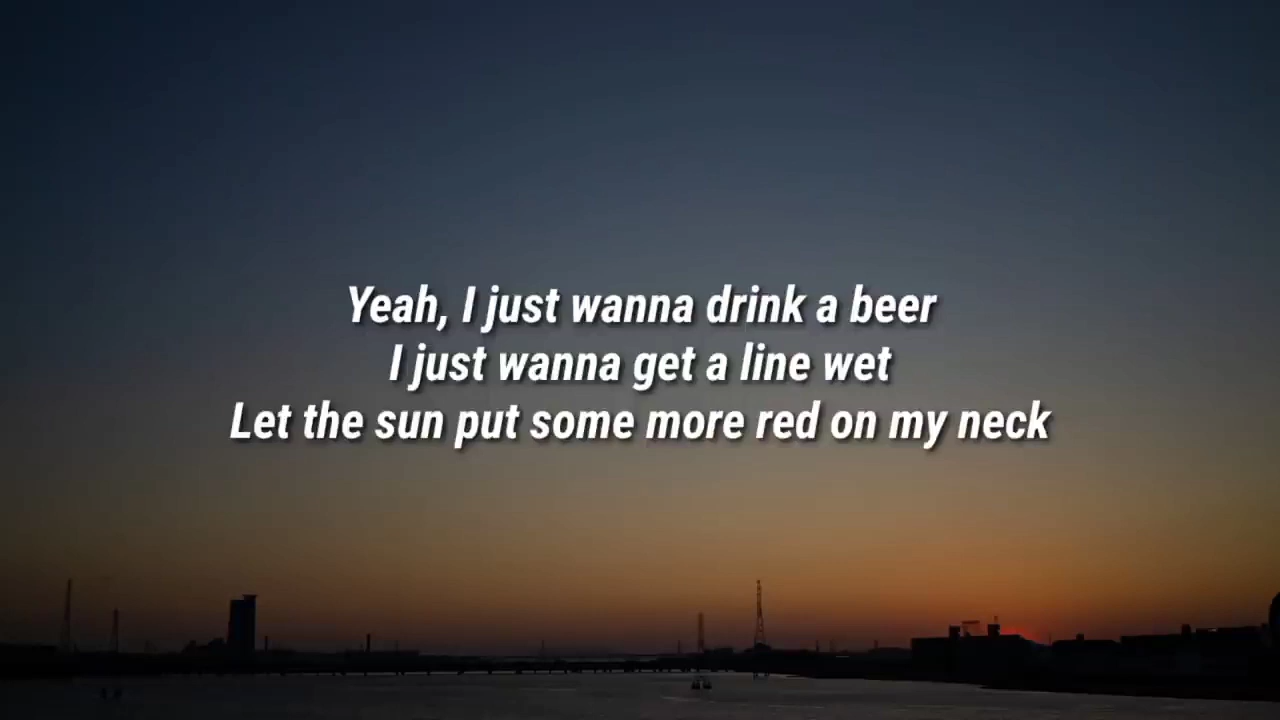 Yeah, I just wanna drink a beer
I just wanna get a line wet
Let the sun put some more red on my neck